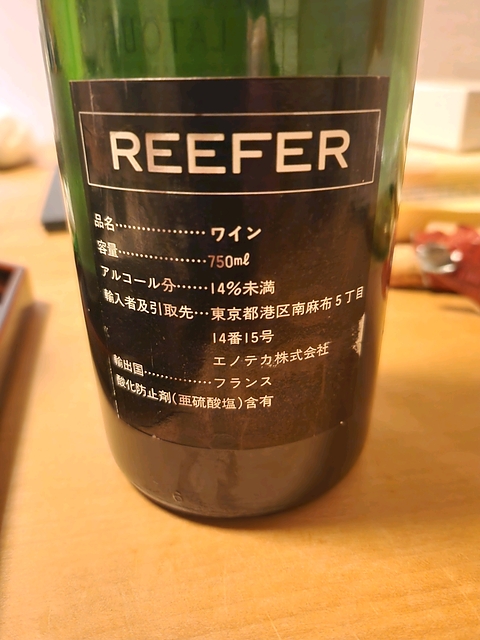 REEFER
品名………………ワイン
容量………………750ml
アルコール分……14%未満
輸入者及引取先…東京都港区南麻布5丁目
14番15号
エノテカ株式会社
輸出国……………フランス
酸化防止剤(亜硫酸塩)含有